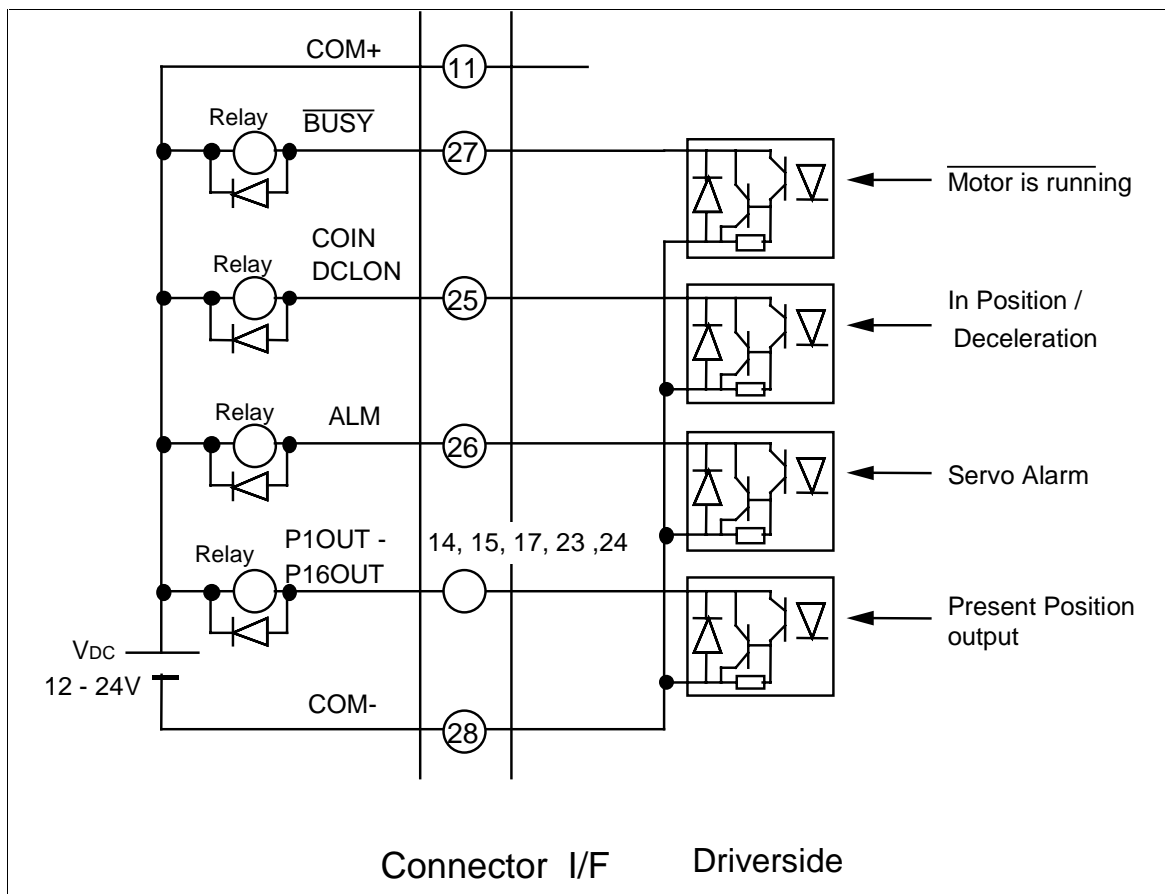 COM+
11
Relay
BUSY
27
Motor is running
COIN
DCLON
Relay
25
In Position /
Deceleration
Relay
ALM
26
Servo Alarm
P1OUT -
P16OUT
14, 15, 17, 23 ,24
Relay
Present Position
output
VDC
12 - 24V
COM-
28
Connector I/F
Driverside